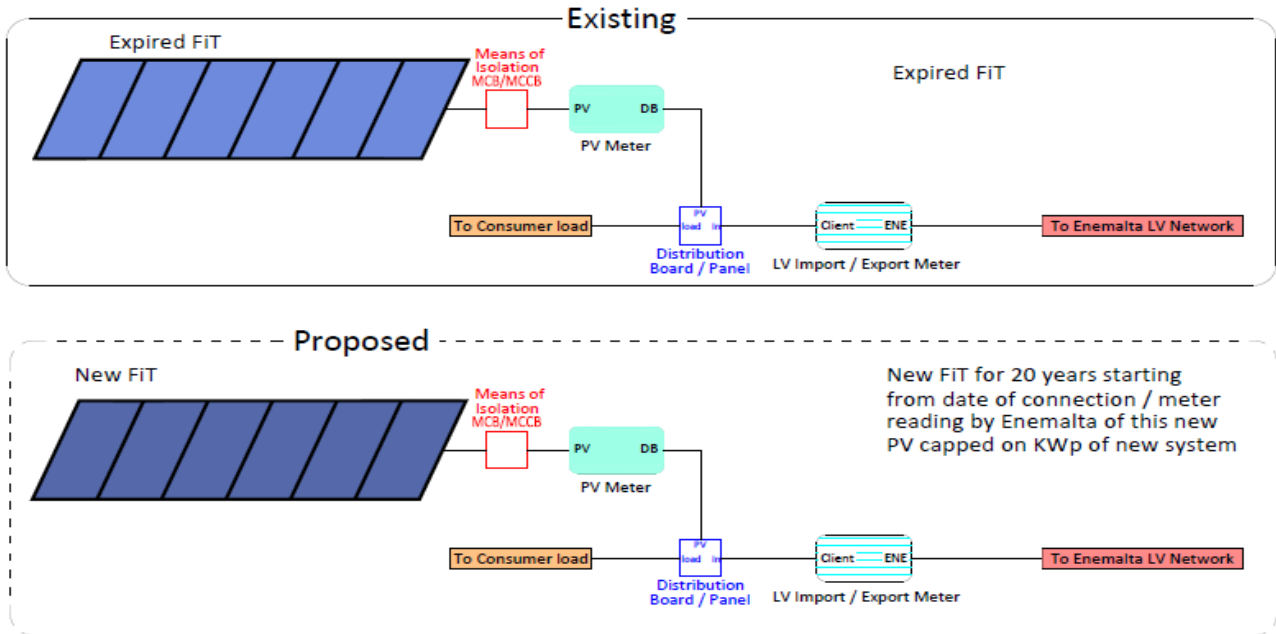 Existing
Expired FiT
Means of
Isolation
MCB/MCCB
Expired FiT
PV DB
PV Meter
To Consumer load
PV
load in
Distribution
Board / Panel
Client ENE
LV Import / Export Meter
To Enemalta LV Network
Proposed
New FiT
Means of
Isolation
MCB/MCCB
New FiT for 20 years starting
from date of connection / meter
reading by Enemalta of this new
PV capped on KWp of new system
PV DB
PV Meter
To Consumer load
PV
load in
Distribution
Board / Panel
Client ENE
LV Import / Export Meter
To Enemalta LV Network